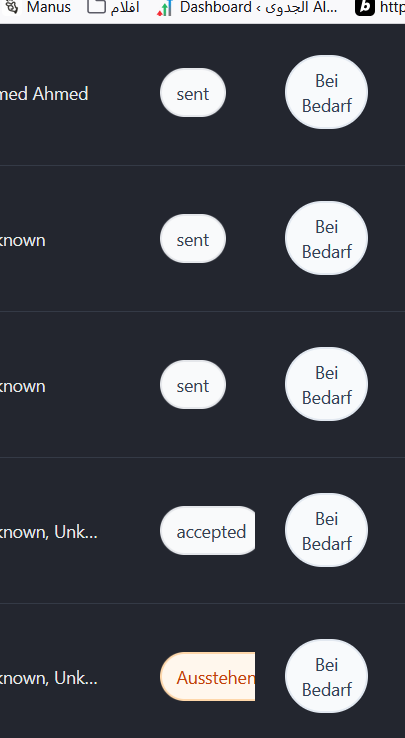 Manus افلام Dashboard ‹ الجدوى Al... http
med Ahmed sent Bei
Bedarf
known sent Bei
Bedarf
known sent Bei
Bedarf
known, Unk... accepted Bei
Bedarf
known, Unk... Ausstehen Bei
Bedarf